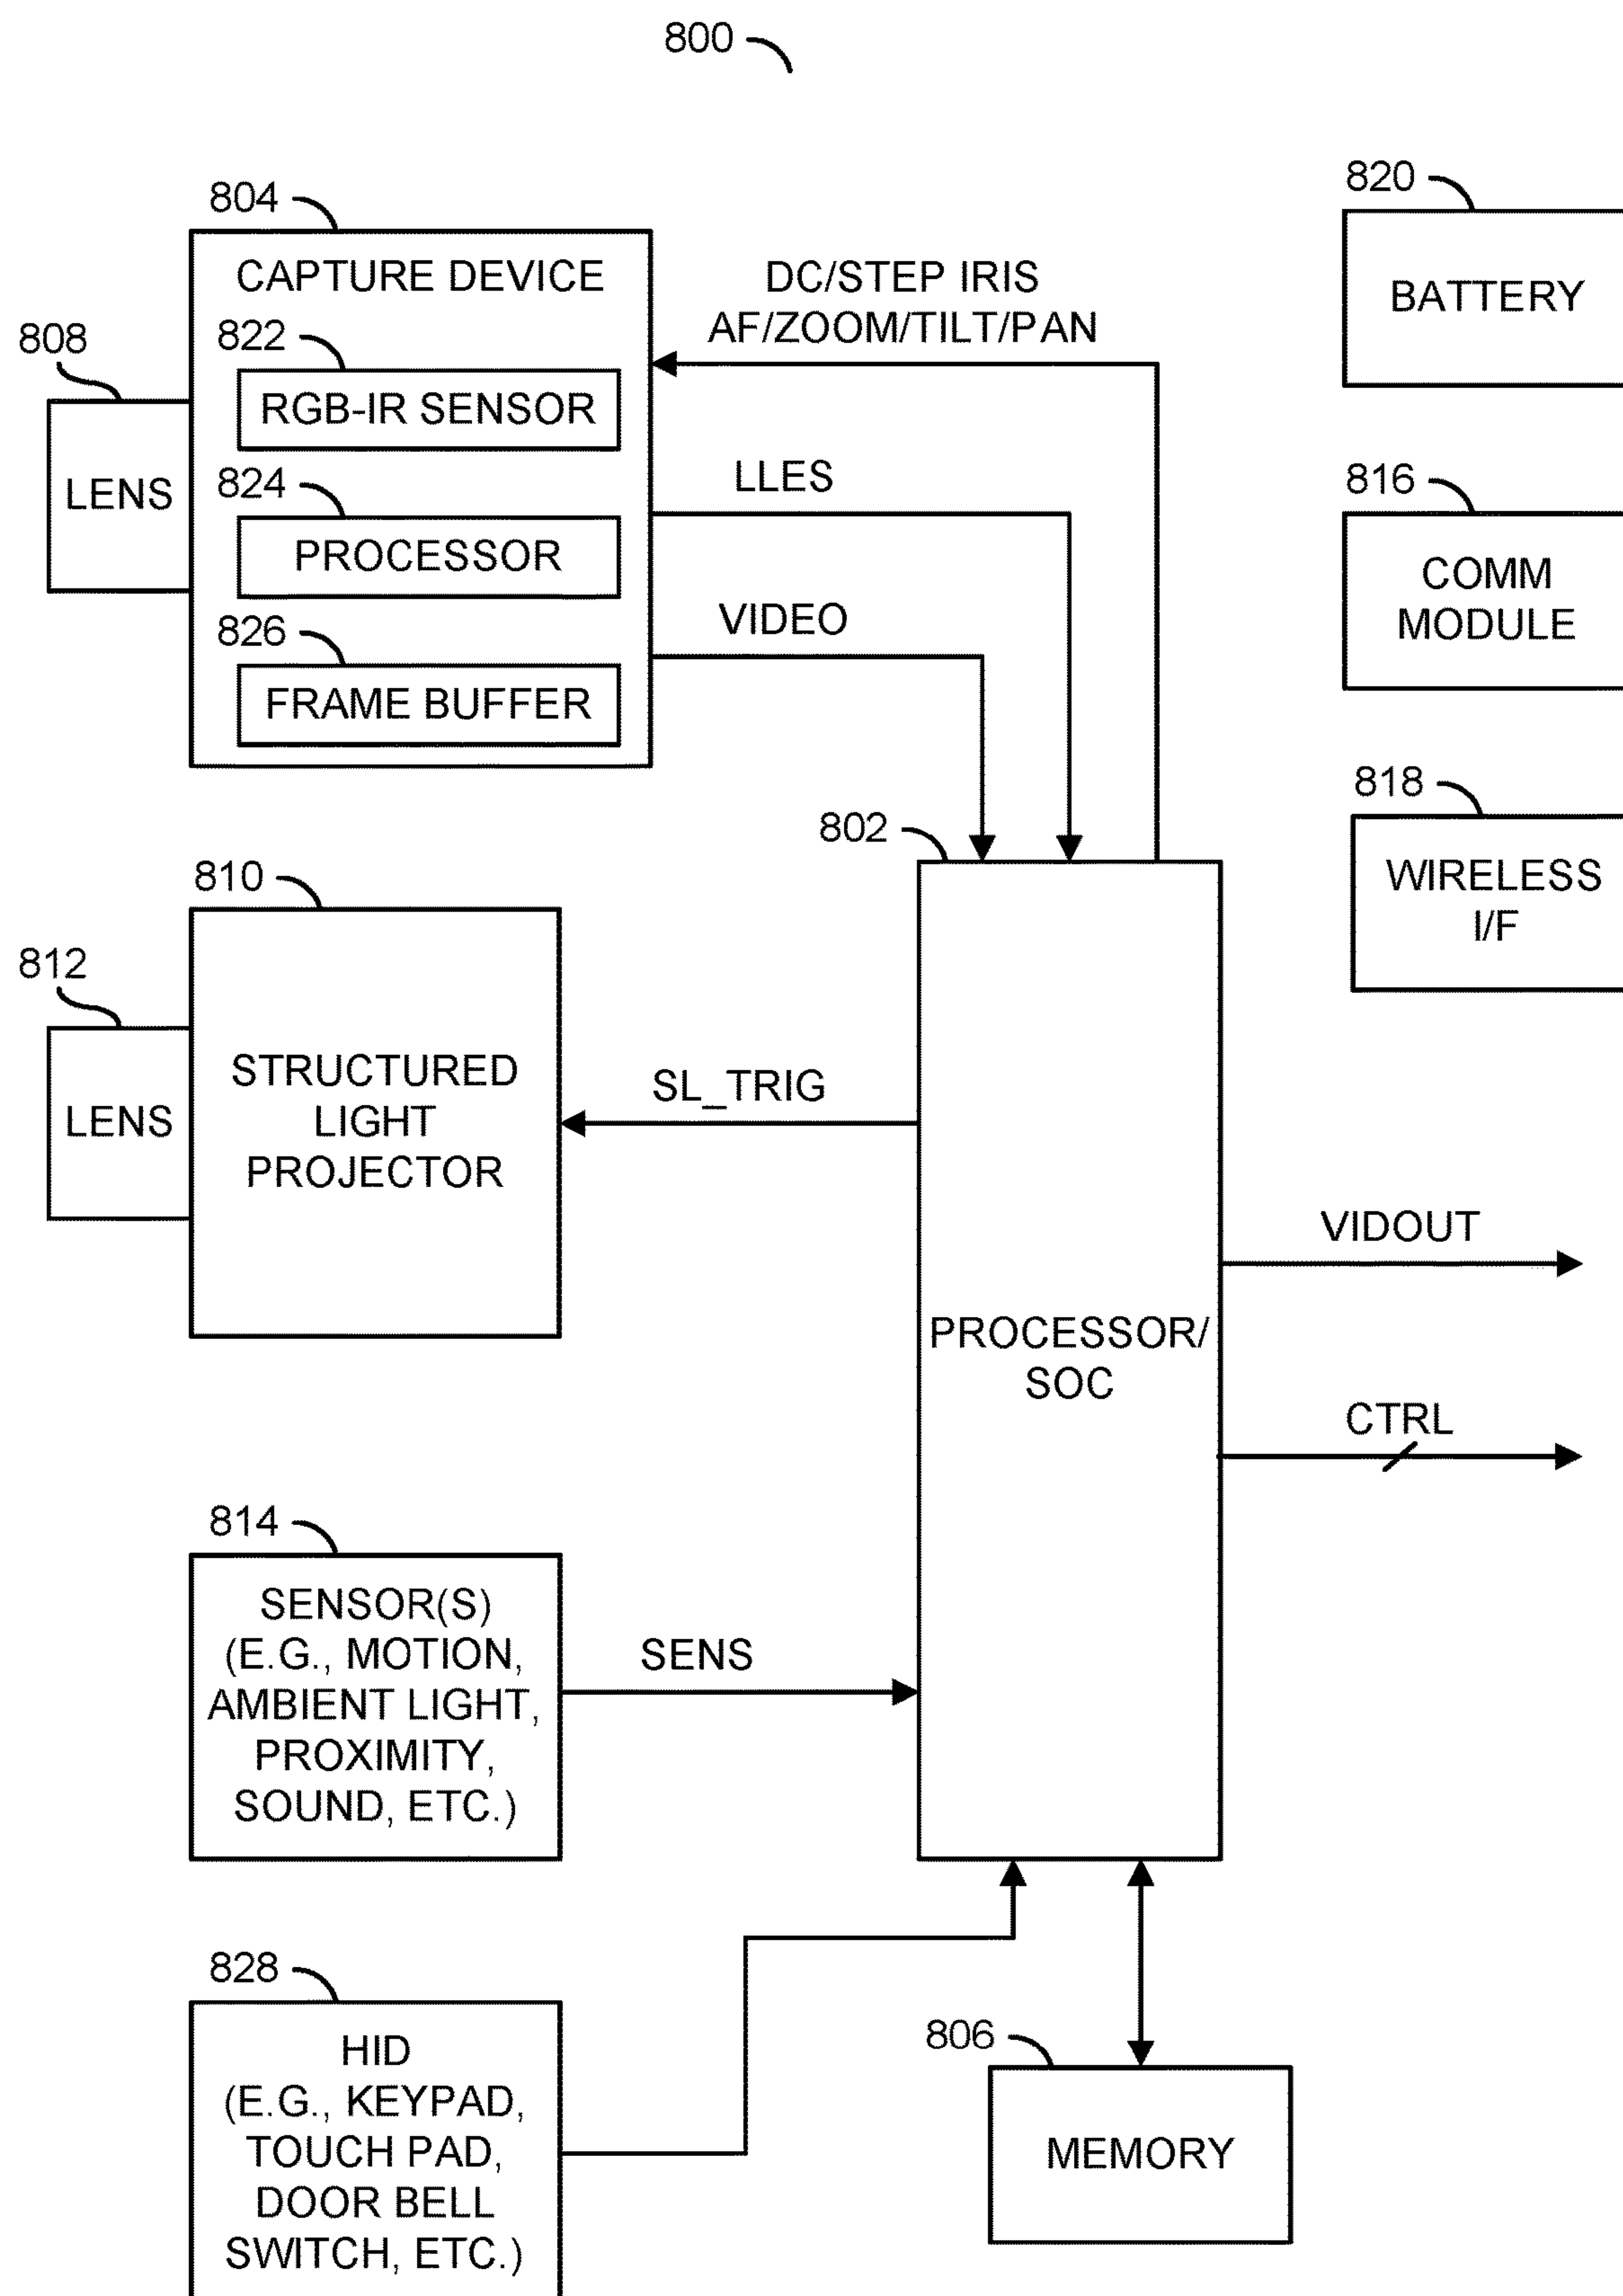 800
804
CAPTURE DEVICE
822
RGB-IR SENSOR
824
PROCESSOR
826
FRAME BUFFER
808
LENS
DC/STEP IRIS
AF/ZOOM/TILT/PAN
LLES
VIDEO
820
BATTERY
816
COMM
MODULE
818
WIRELESS
I/F
802
PROCESSOR/
SOC
810
STRUCTURED
LIGHT
PROJECTOR
812
LENS
SL_TRIG
VIDOUT
CTRL
814
SENSOR(S)
(E.G., MOTION,
AMBIENT LIGHT,
PROXIMITY,
SOUND, ETC.)
SENS
828
HID
(E.G., KEYPAD,
TOUCH PAD,
DOOR BELL
SWITCH, ETC.)
806
MEMORY